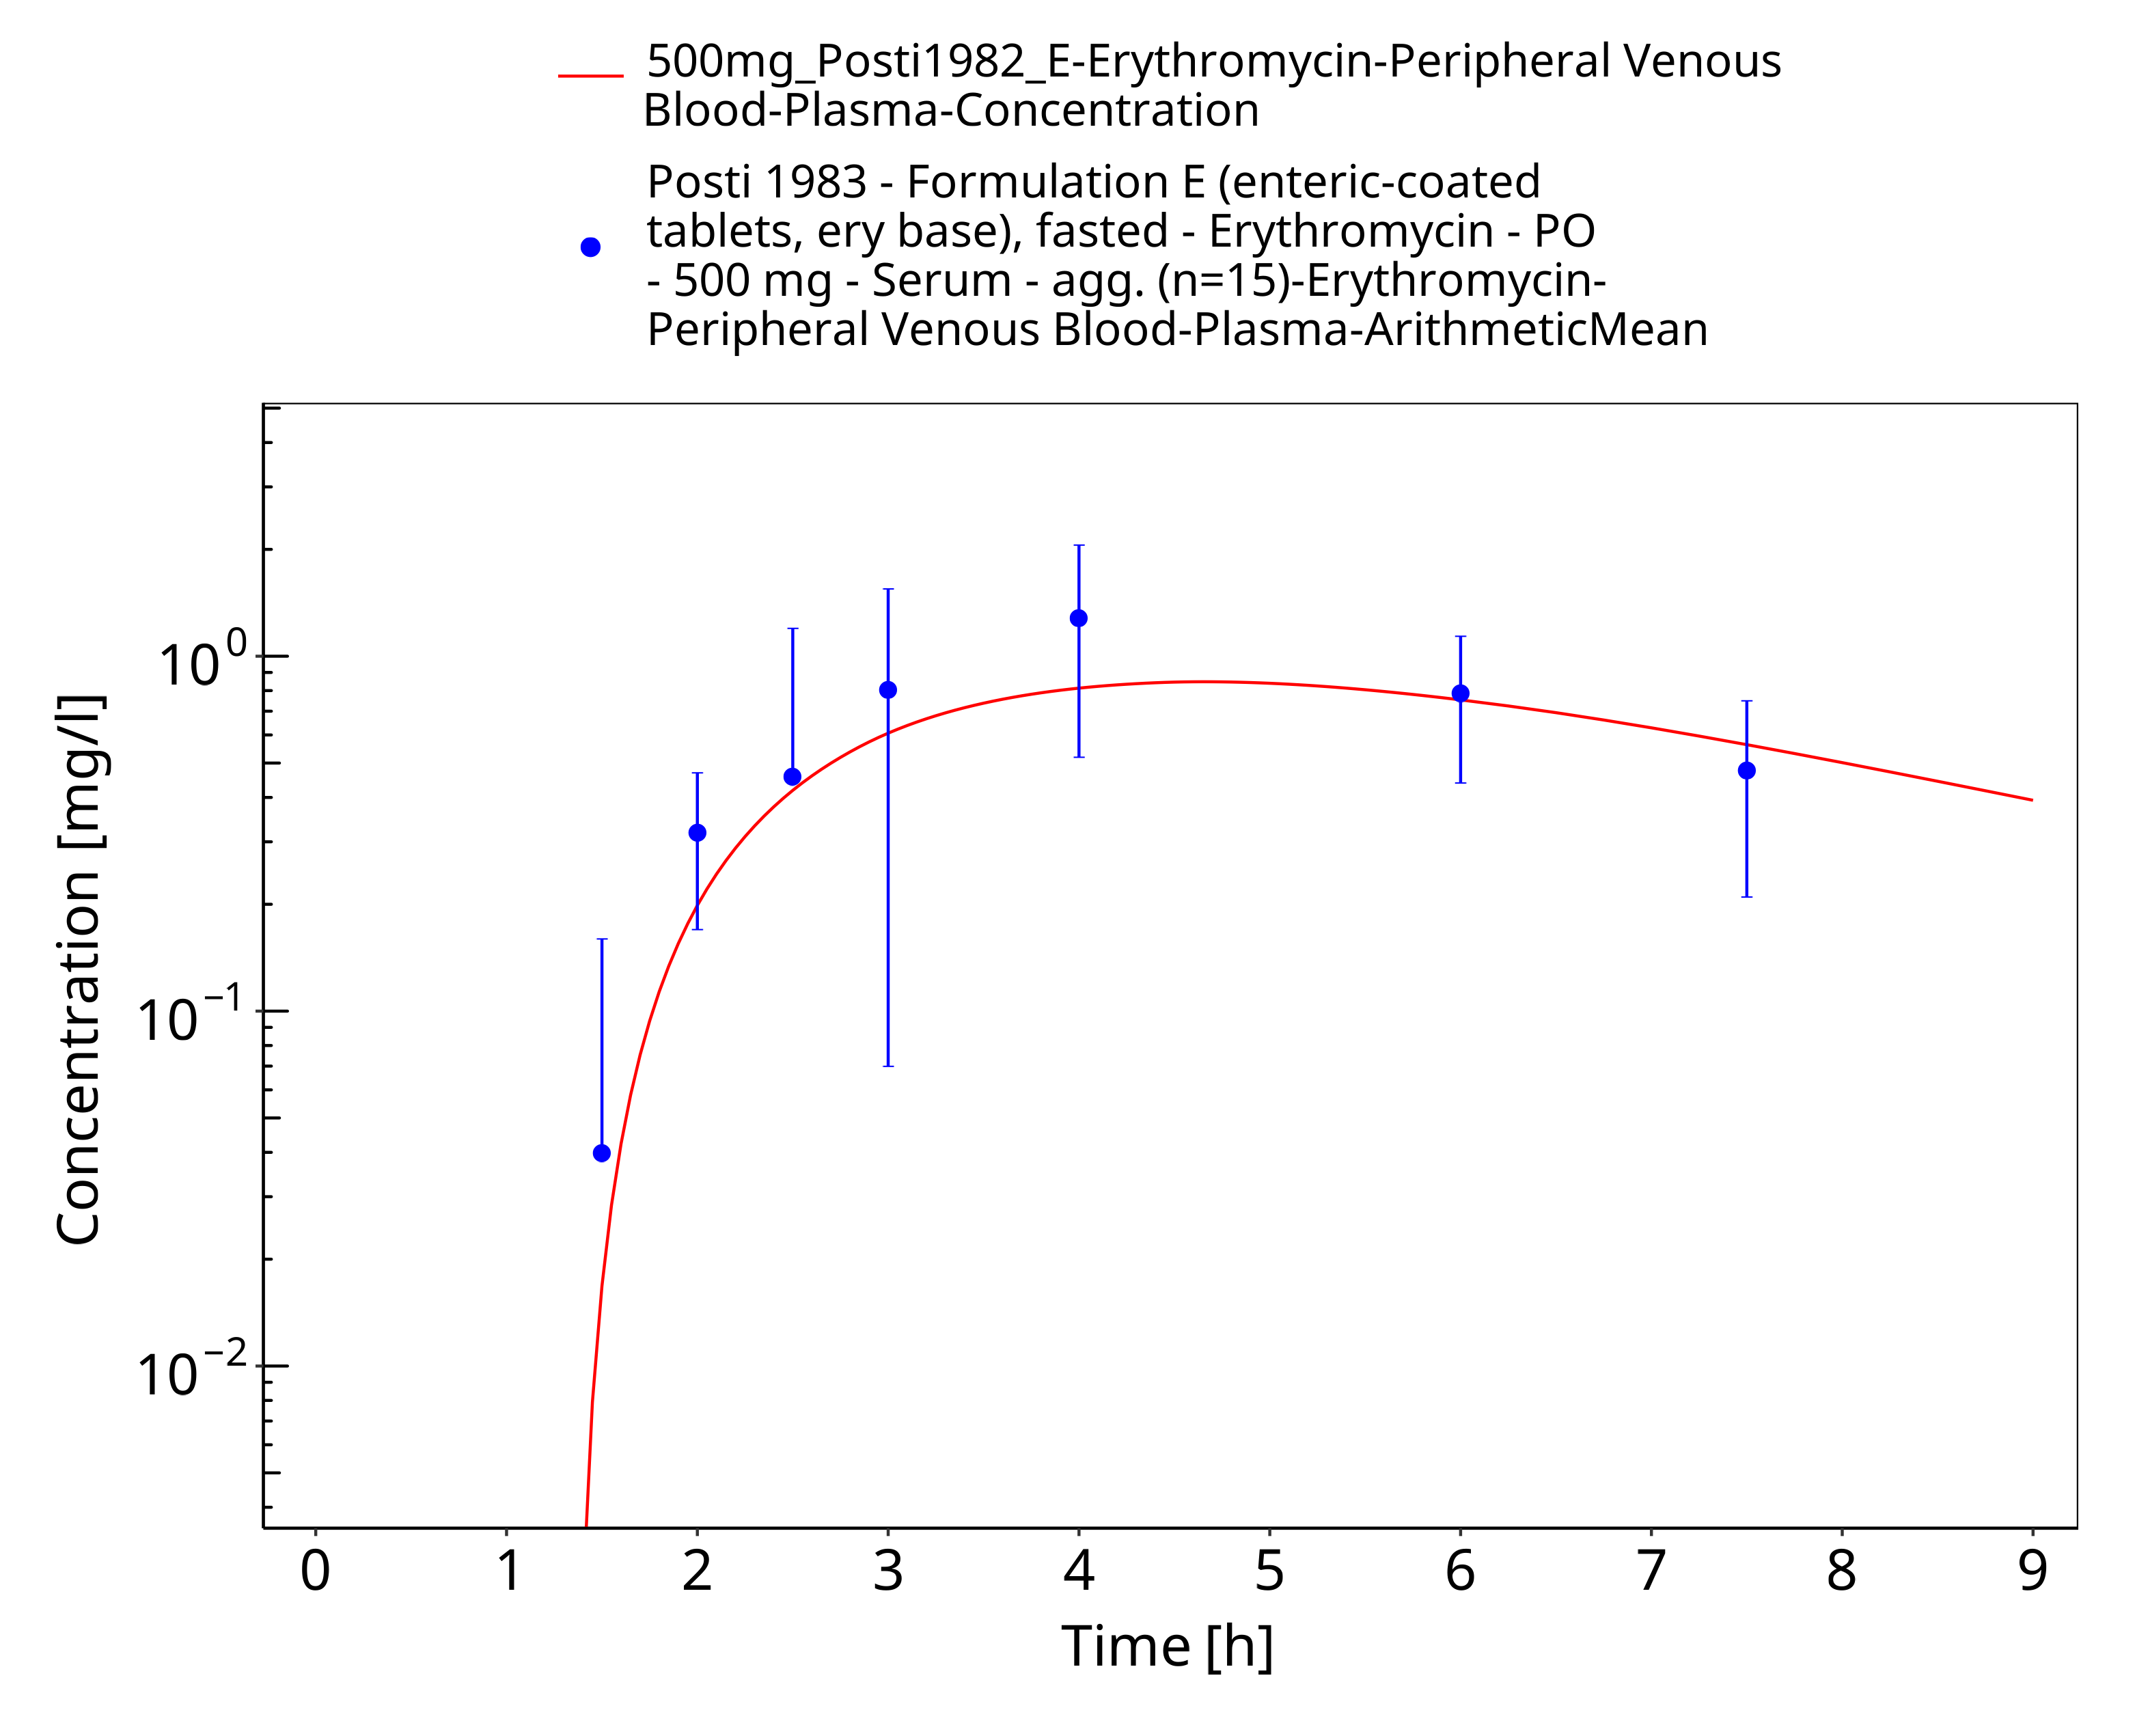 500mg_Posti1982_E-Erythromycin-Peripheral Venous
Blood-Plasma-Concentration
Posti 1983 - Formulation E (enteric-coated
tablets, ery base), fasted - Erythromycin - PO
- 500 mg - Serum - agg. (n=15)-Erythromycin-
Peripheral Venous Blood-Plasma-ArithmeticMean
Concentration [mg/l]
10⁰
10⁻¹
10⁻²
0 1 2 3 4 5 6 7 8 9
Time [h]